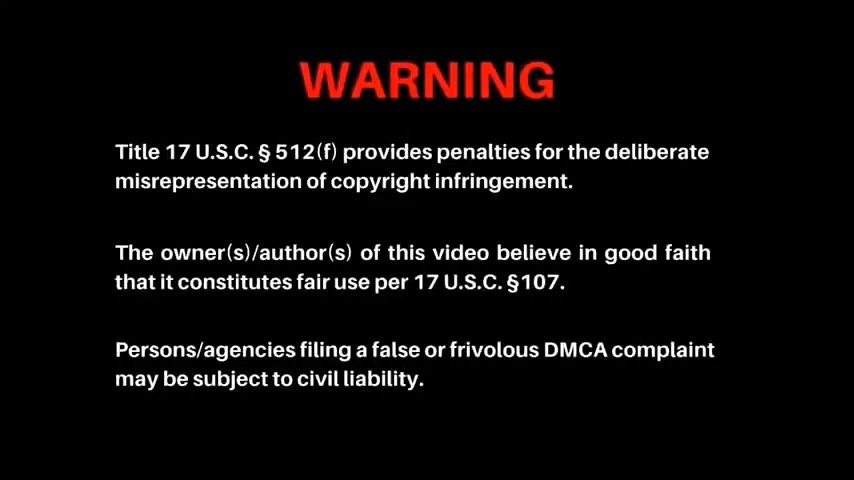 WARNING
Title 17 U.S.C. § 512(f) provides penalties for the deliberate
misrepresentation of copyright infringement.
The owner(s)/author(s) of this video believe in good faith
that it constitutes fair use per 17 U.S.C. §107.
Persons/agencies filing a false or frivolous DMCA complaint
may be subject to civil liability.